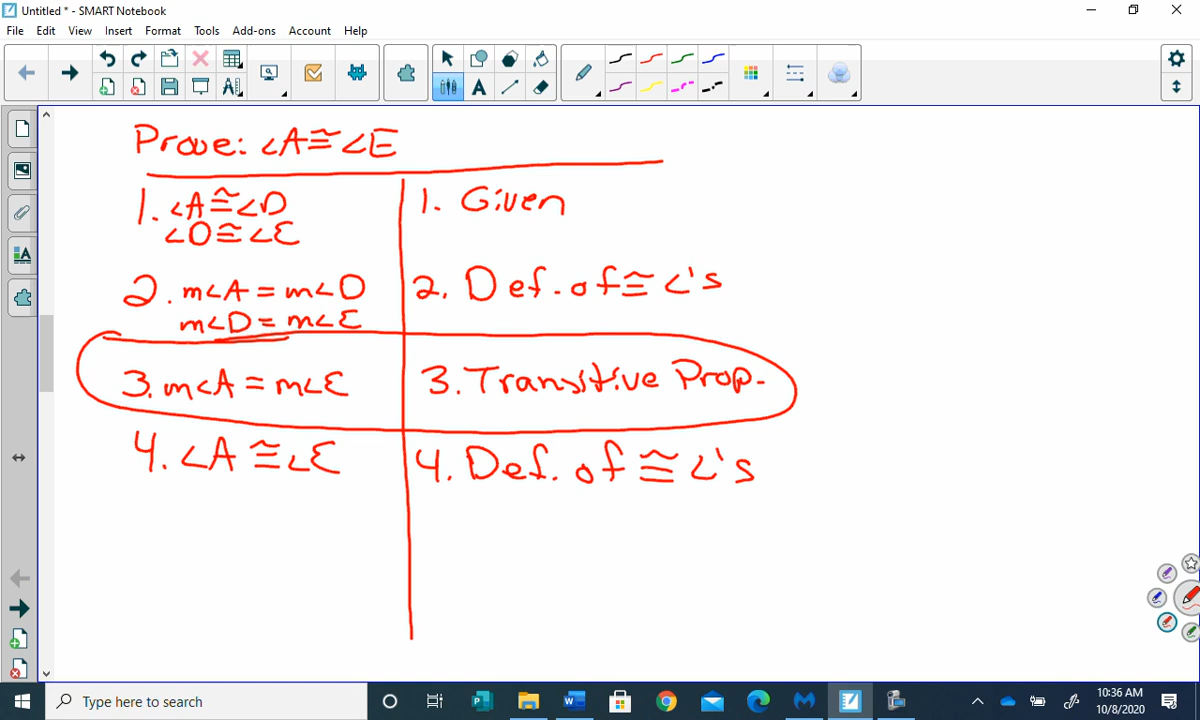 Untitled * - SMART Notebook
File Edit View Insert Format Tools Add-ons Account Help
Prove: ∠A≅∠E
1. ∠A≅∠D 1. Given
∠D≅∠E
2. m∠A = m∠D 2. Def. of ≅ ∠'s
m∠D = m∠E
3. m∠A = m∠E 3. Transitive Prop.
4. ∠A ≅ ∠E 4. Def. of ≅ ∠'s
Type here to search
10:36 AM
10/8/2020